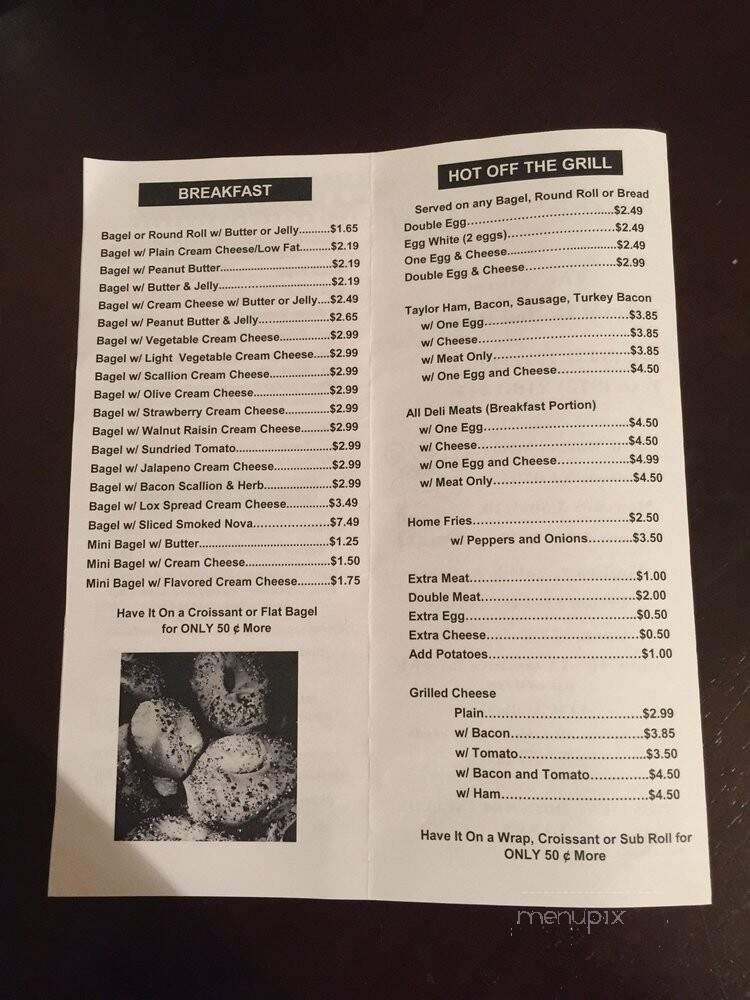 BREAKFAST
Bagel or Round Roll w/ Butter or Jelly..........$1.65
Bagel w/ Plain Cream Cheese/Low Fat..........$2.19
Bagel w/ Peanut Butter.................................$2.19
Bagel w/ Butter & Jelly..................................$2.19
Bagel w/ Cream Cheese w/ Butter or Jelly....$2.49
Bagel w/ Peanut Butter & Jelly.....................$2.65
Bagel w/ Vegetable Cream Cheese...............$2.99
Bagel w/ Light Vegetable Cream Cheese.....$2.99
Bagel w/ Scallion Cream Cheese..................$2.99
Bagel w/ Olive Cream Cheese.......................$2.99
Bagel w/ Strawberry Cream Cheese.............$2.99
Bagel w/ Walnut Raisin Cream Cheese.........$2.99
Bagel w/ Sundried Tomato.............................$2.99
Bagel w/ Jalapeno Cream Cheese.................$2.99
Bagel w/ Bacon Scallion & Herb....................$2.99
Bagel w/ Lox Spread Cream Cheese............$3.49
Bagel w/ Sliced Smoked Nova......................$7.49
Mini Bagel w/ Butter......................................$1.25
Mini Bagel w/ Cream Cheese.........................$1.50
Mini Bagel w/ Flavored Cream Cheese..........$1.75
Have It On a Croissant or Flat Bagel
for ONLY 50 ¢ More
HOT OFF THE GRILL
Served on any Bagel, Round Roll or Bread
Double Egg.......................................$2.49
Egg White (2 eggs)...........................$2.49
One Egg & Cheese...........................$2.49
Double Egg & Cheese......................$2.99
Taylor Ham, Bacon, Sausage, Turkey Bacon
w/ One Egg.....................................$3.85
w/ Cheese.......................................$3.85
w/ Meat Only...................................$3.85
w/ One Egg and Cheese..................$4.50
All Deli Meats (Breakfast Portion)
w/ One Egg.....................................$4.50
w/ Cheese.......................................$4.50
w/ One Egg and Cheese..................$4.99
w/ Meat Only...................................$4.50
Home Fries.......................................$2.50
w/ Peppers and Onions...........$3.50
Extra Meat.........................................$1.00
Double Meat......................................$2.00
Extra Egg..........................................$0.50
Extra Cheese.....................................$0.50
Add Potatoes.....................................$1.00
Grilled Cheese
Plain.......................................$2.99
w/ Bacon.................................$3.85
w/ Tomato................................$3.50
w/ Bacon and Tomato.............$4.50
w/ Ham....................................$4.50
Have It On a Wrap, Croissant or Sub Roll for
ONLY 50 ¢ More
menupix